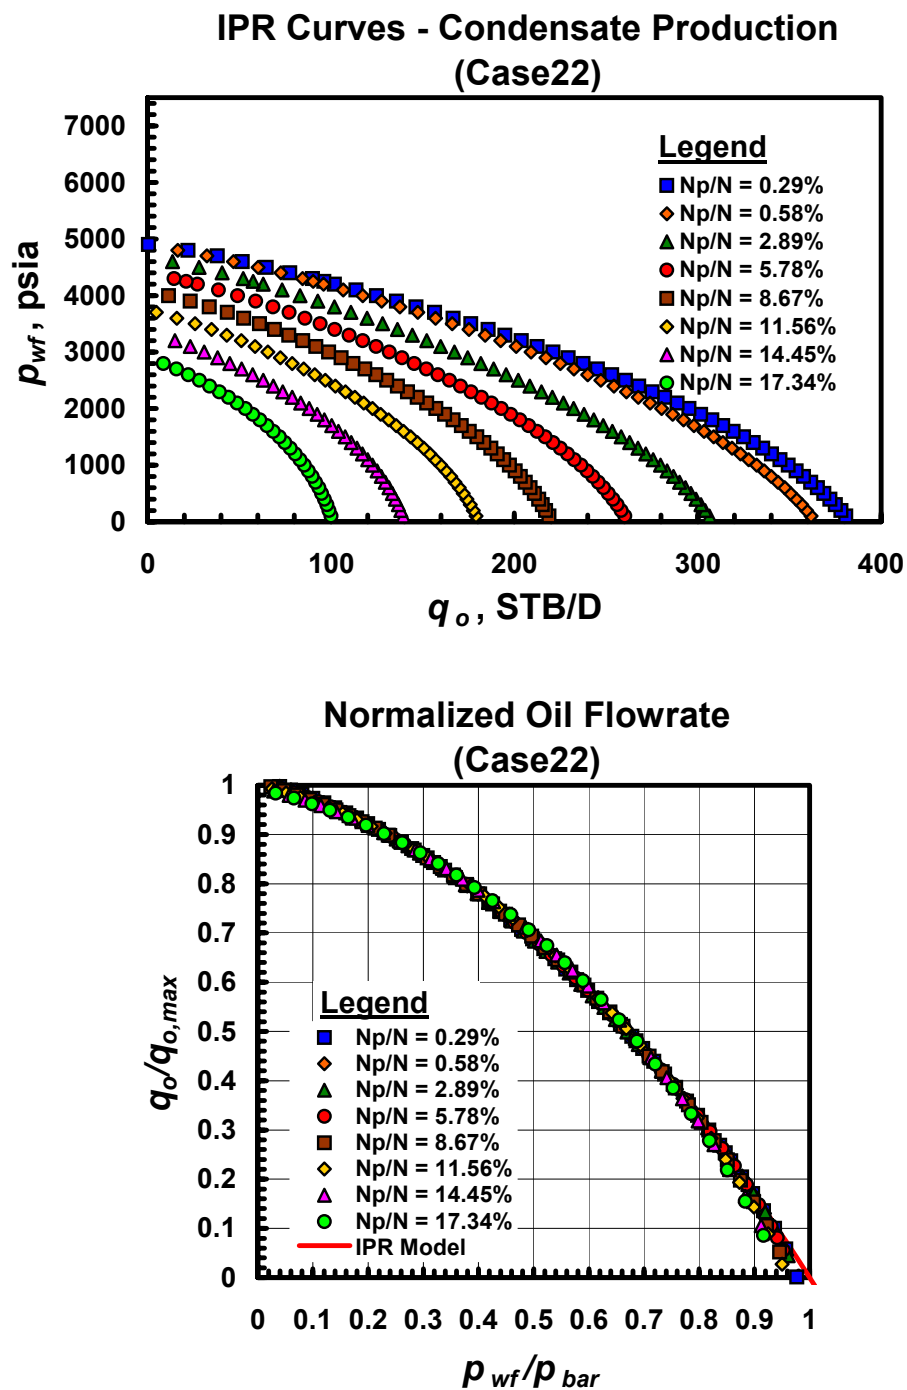 IPR Curves - Condensate Production
(Case22)
7000
6000
5000
4000
3000
2000
1000
0
p wf , psia
Legend
Np/N = 0.29%
Np/N = 0.58%
Np/N = 2.89%
Np/N = 5.78%
Np/N = 8.67%
Np/N = 11.56%
Np/N = 14.45%
Np/N = 17.34%
0 100 200 300 400
q o , STB/D
Normalized Oil Flowrate
(Case22)
1
0.9
0.8
0.7
0.6
0.5
0.4
0.3
0.2
0.1
0
qo/qo,max
Legend
Np/N = 0.29%
Np/N = 0.58%
Np/N = 2.89%
Np/N = 5.78%
Np/N = 8.67%
Np/N = 11.56%
Np/N = 14.45%
Np/N = 17.34%
IPR Model
0 0.1 0.2 0.3 0.4 0.5 0.6 0.7 0.8 0.9 1
p wf /p bar